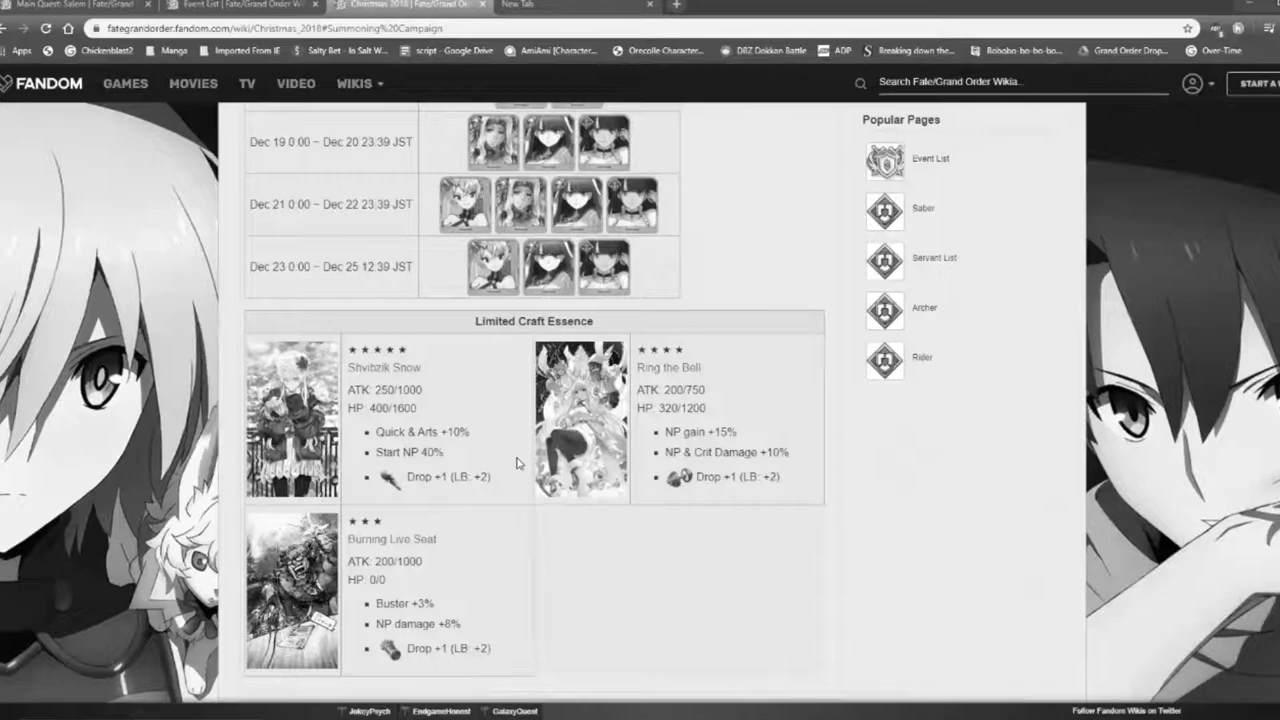 Main Quest: Salem | Fate/Grand
Event List | Fate/Grand Order W
Christmas 2018 | Fate/Grand Or
New Tab
fategrandorder.fandom.com/wiki/Christmas_2018#Summoning%20Campaign
Apps
Chickenblast2
Manga
Imported From IE
Salty Bet - In Salt W...
script - Google Drive
AmiAmi [Character...
Orecolle Character...
DBZ Dokkan Battle
ADP
Breaking down the...
Bobobo-bo-bo-bo...
Grand Order Drop...
Over-Time
FANDOM
GAMES
MOVIES
TV
VIDEO
WIKIS
Search Fate/Grand Order Wikia...
START A W
Dec 19 0:00 ~ Dec 20 23:39 JST
Dec 21 0:00 ~ Dec 22 23:39 JST
Dec 23 0:00 ~ Dec 25 12:39 JST
Limited Craft Essence
★ ★ ★ ★ ★
Shvibzik Snow
ATK: 250/1000
HP: 400/1600
Quick & Arts +10%
Start NP 40%
Drop +1 (LB: +2)
★ ★ ★ ★
Ring the Bell
ATK: 200/750
HP: 320/1200
NP gain +15%
NP & Crit Damage +10%
Drop +1 (LB: +2)
★ ★ ★
Burning Live Seat
ATK: 200/1000
HP: 0/0
Buster +3%
NP damage +8%
Drop +1 (LB: +2)
Popular Pages
Event List
Saber
Servant List
Archer
Rider
JokeyPsych
EndgameHonest
GalaxyQuest
Follow Fandom Wikis on Twitter